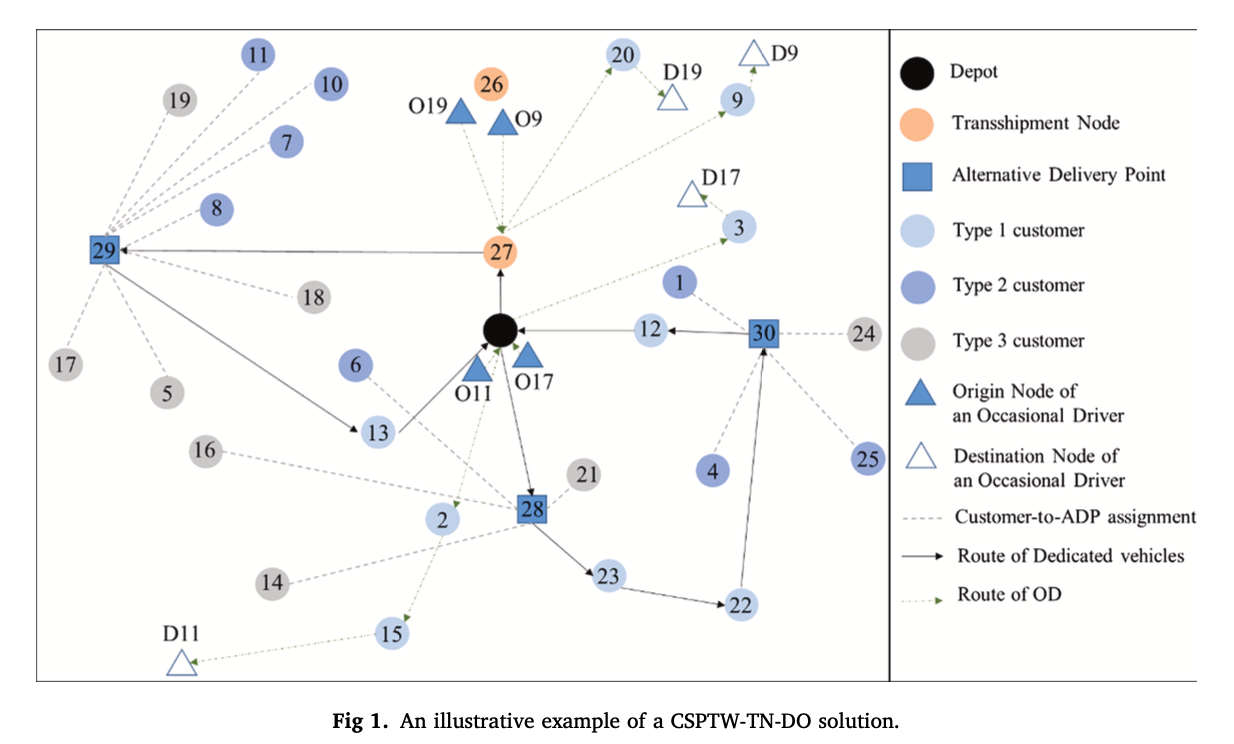 11
20
D9
10
26
D19
19
O19
O9
9
7
D17
8
3
29
27
18
1
12
30
24
17
6
O11
O17
5
13
16
21
4
25
28
2
14
23
22
15
D11
Depot
Transshipment Node
Alternative Delivery Point
Type 1 customer
Type 2 customer
Type 3 customer
Origin Node of
an Occasional Driver
Destination Node of
an Occasional Driver
Customer-to-ADP assignment
Route of Dedicated vehicles
Route of OD
Fig 1. An illustrative example of a CSPTW-TN-DO solution.